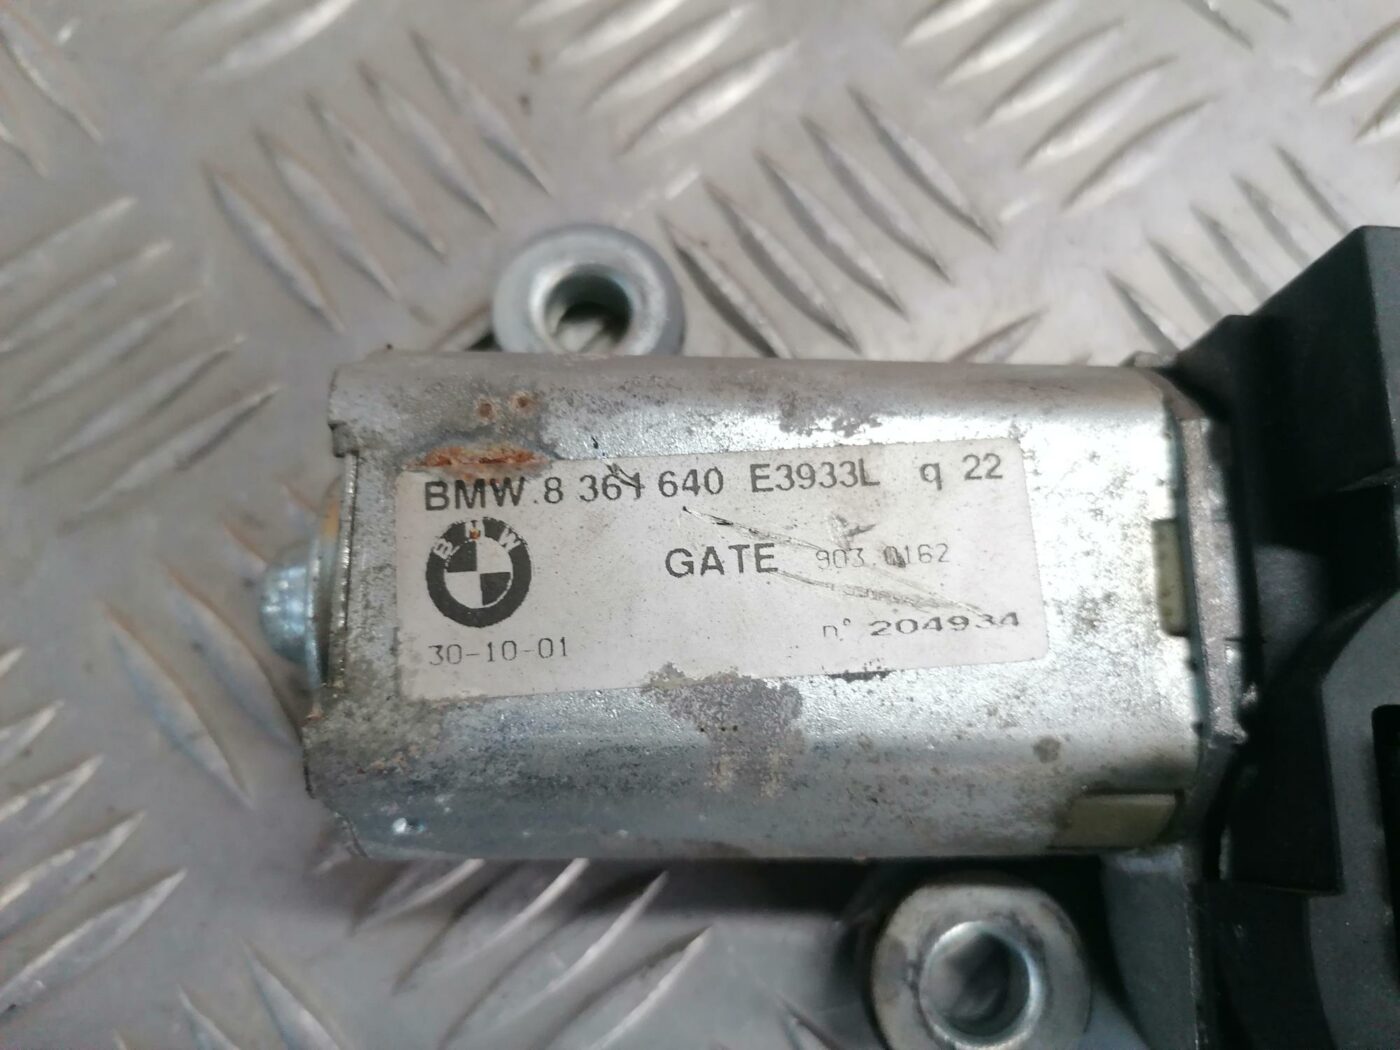 BMW 8 361 640 E3933L q 22
BMW
GATE 903.0162
n.° 204934
30-10-01